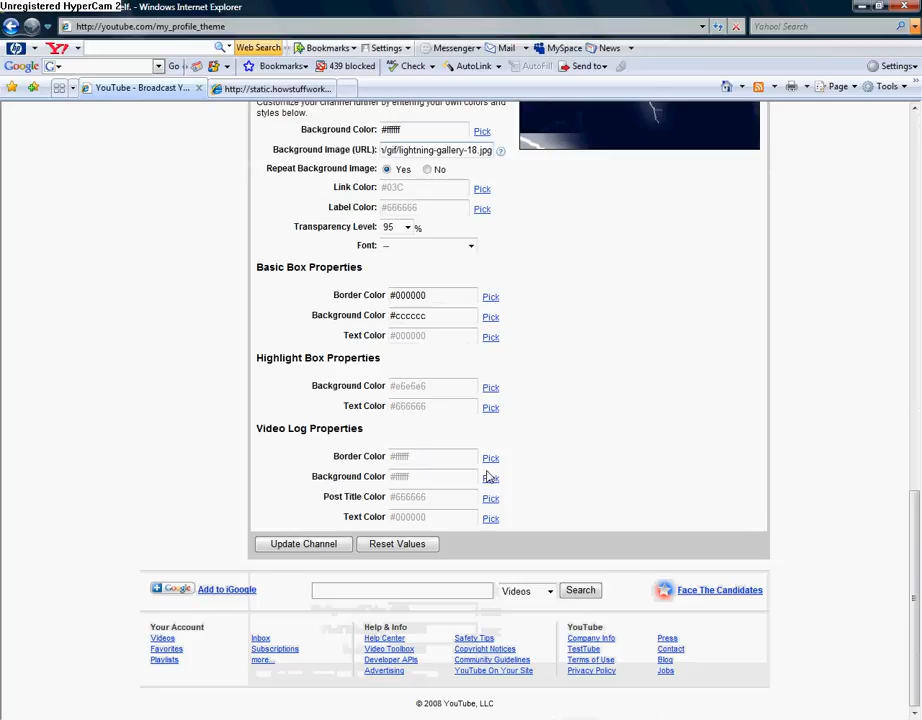 Unregistered HyperCam 2 elf. - Windows Internet Explorer
http://youtube.com/my_profile_theme Yahoo! Search
Web Search Bookmarks Settings Messenger Mail MySpace News
Google G Go Bookmarks 439 blocked Check AutoLink AutoFill Send to Settings
YouTube - Broadcast Y... http://static.howstuffwork... Page Tools
Customize your channel further by entering your own colors and
styles below.
Background Color: #ffffff Pick
Background Image (URL): /gif/lightning-gallery-18.jpg
Repeat Background Image: Yes No
Link Color: #03C Pick
Label Color: #666666 Pick
Transparency Level: 95 %
Font: --
Basic Box Properties
Border Color #000000 Pick
Background Color #cccccc Pick
Text Color #000000 Pick
Highlight Box Properties
Background Color #e6e6e6 Pick
Text Color #666666 Pick
Video Log Properties
Border Color #ffffff Pick
Background Color #ffffff Pick
Post Title Color #666666 Pick
Text Color #000000 Pick
Update Channel Reset Values
Google Add to iGoogle Videos Search Face The Candidates
Your Account Help & Info YouTube
Videos Inbox Help Center Safety Tips Company Info Press
Favorites Subscriptions Video Toolbox Copyright Notices TestTube Contact
Playlists more... Developer APIs Community Guidelines Terms of Use Blog
Advertising YouTube On Your Site Privacy Policy Jobs
© 2008 YouTube, LLC